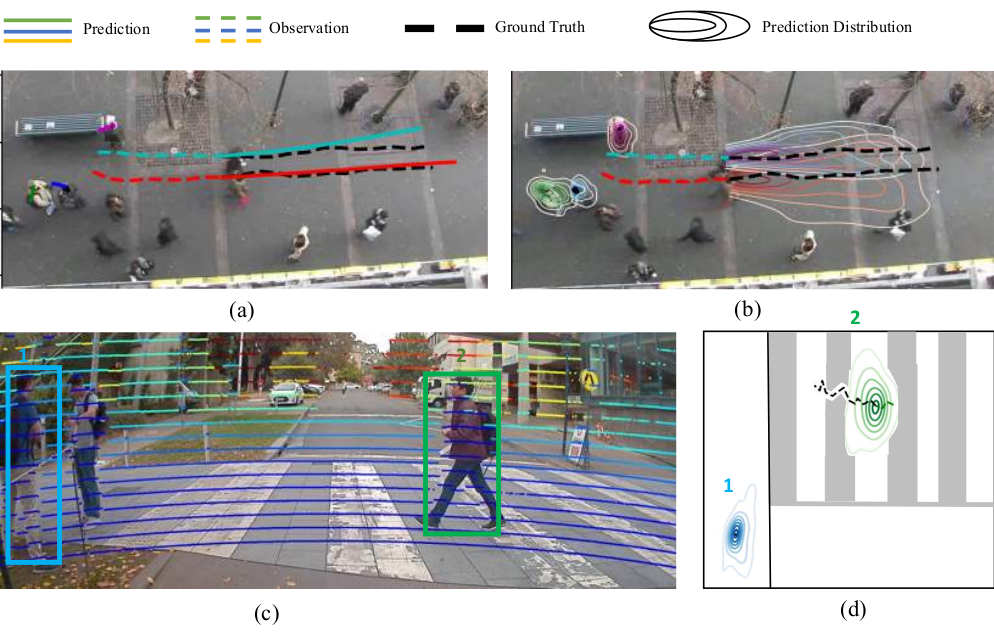 Prediction
Observation
Ground Truth
Prediction Distribution
(a)
(b)
1
2
(c)
2
1
(d)